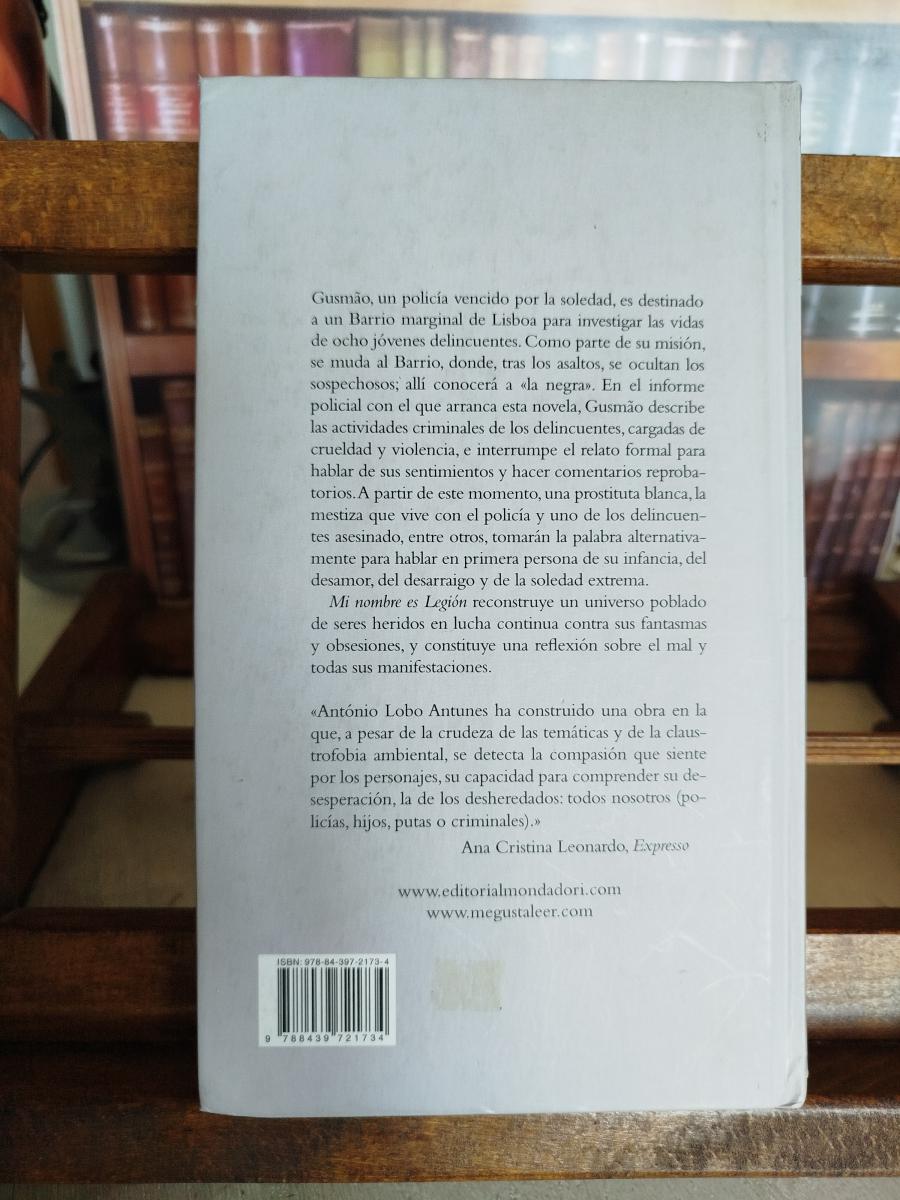 Gusmão, un policía vencido por la soledad, es destinado
a un Barrio marginal de Lisboa para investigar las vidas
de ocho jóvenes delincuentes. Como parte de su misión,
se muda al Barrio, donde, tras los asaltos, se ocultan los
sospechosos; allí conocerá a «la negra». En el informe
policial con el que arranca esta novela, Gusmão describe
las actividades criminales de los delincuentes, cargadas de
crueldad y violencia, e interrumpe el relato formal para
hablar de sus sentimientos y hacer comentarios reproba-
torios. A partir de este momento, una prostituta blanca, la
mestiza que vive con el policía y uno de los delincuen-
tes asesinado, entre otros, tomarán la palabra alternativa-
mente para hablar en primera persona de su infancia, del
desamor, del desarraigo y de la soledad extrema.
Mi nombre es Legión reconstruye un universo poblado
de seres heridos en lucha continua contra sus fantasmas
y obsesiones, y constituye una reflexión sobre el mal y
todas sus manifestaciones.
«António Lobo Antunes ha construido una obra en la
que, a pesar de la crudeza de las temáticas y de la claus-
trofobia ambiental, se detecta la compasión que siente
por los personajes, su capacidad para comprender su de-
sesperación, la de los desheredados: todos nosotros (po-
licías, hijos, putas o criminales).»
Ana Cristina Leonardo, Expresso
www.editorialmondadori.com
www.megustaleer.com
ISBN: 978-84-397-2173-4
9 788439 721734